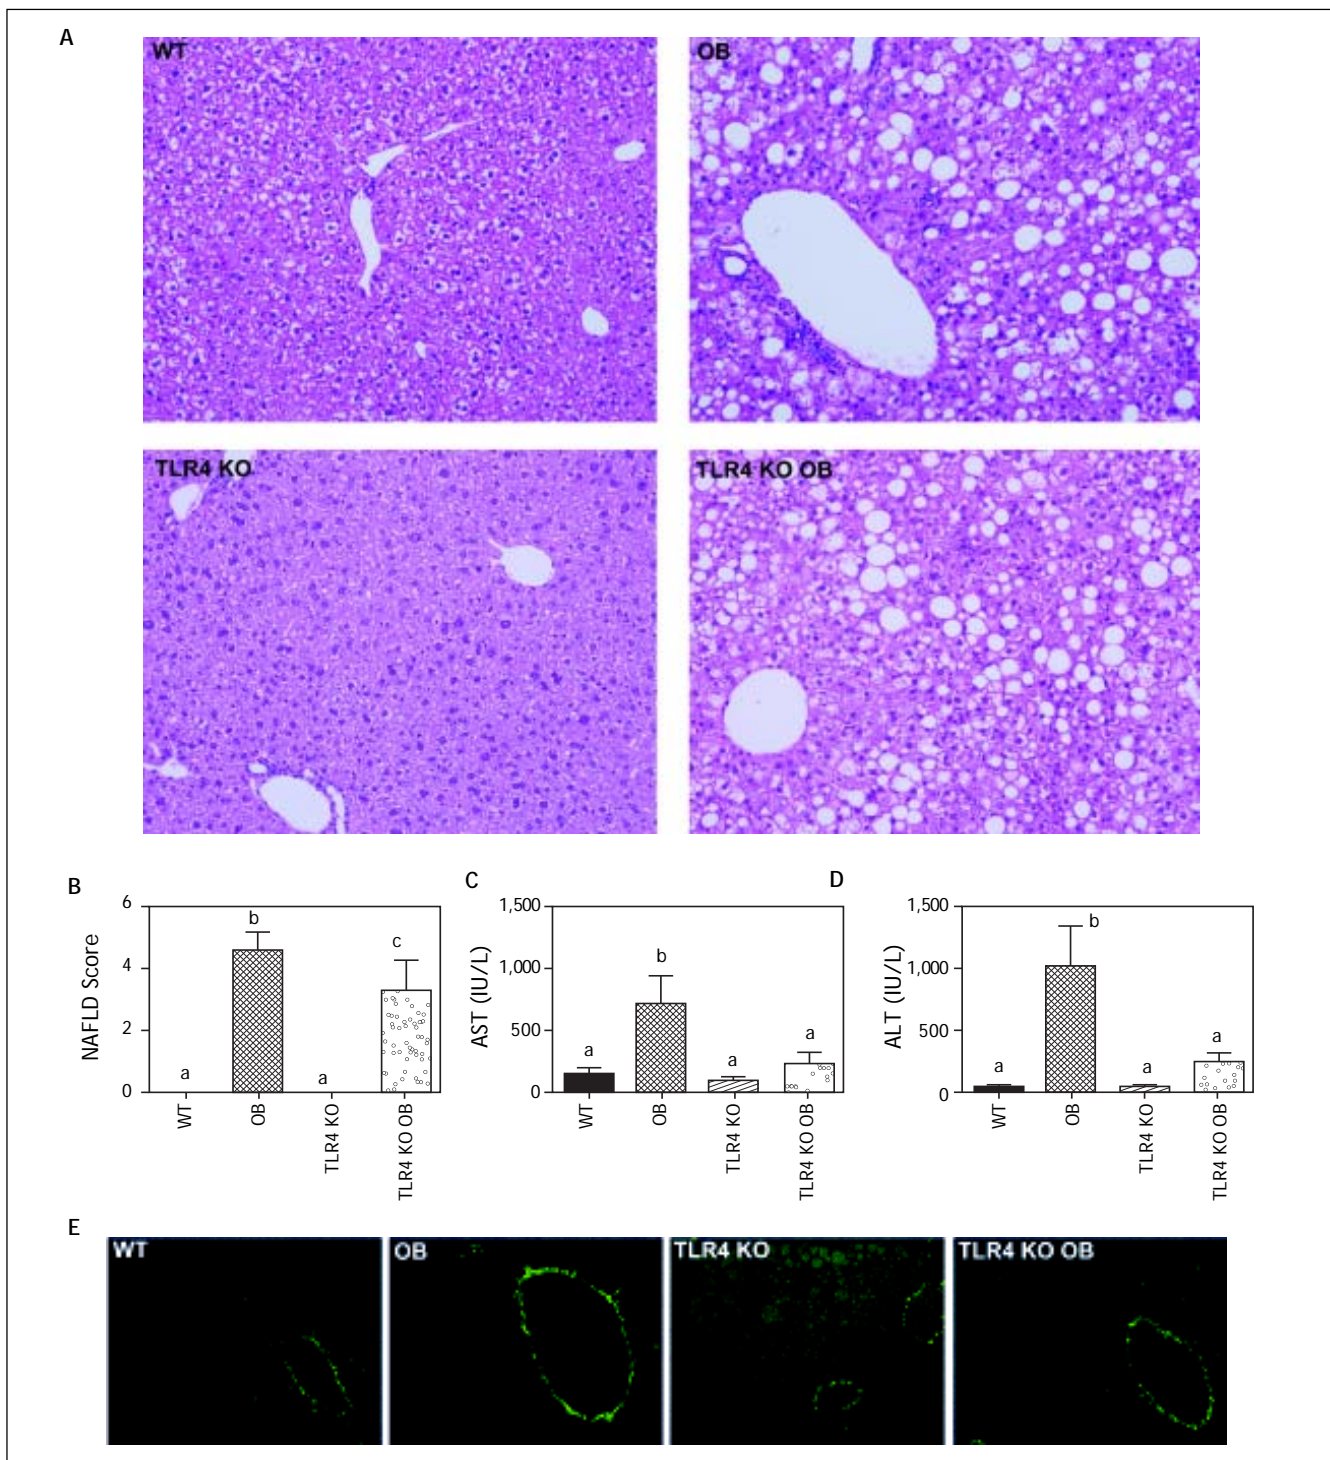 A
WT
OB
TLR4 KO
TLR4 KO OB
B
NAFLD Score
6
4
2
0
a
b
a
c
WT
OB
TLR4 KO
TLR4 KO OB
C
AST (IU/L)
1,500
1,000
500
0
a
b
a
a
WT
OB
TLR4 KO
TLR4 KO OB
D
ALT (IU/L)
1,500
1,000
500
0
b
a
a
WT
OB
TLR4 KO
TLR4 KO OB
E
WT
OB
TLR4 KO
TLR4 KO OB